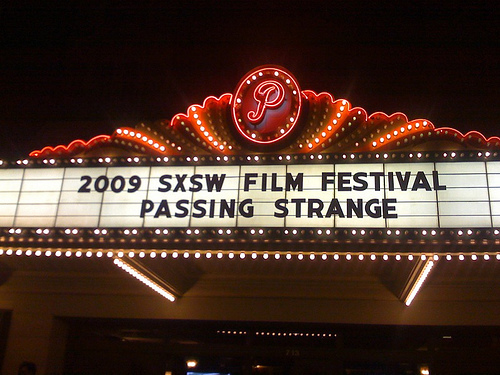 P
2009 SXSW FILM FESTIVAL
PASSING STRANGE